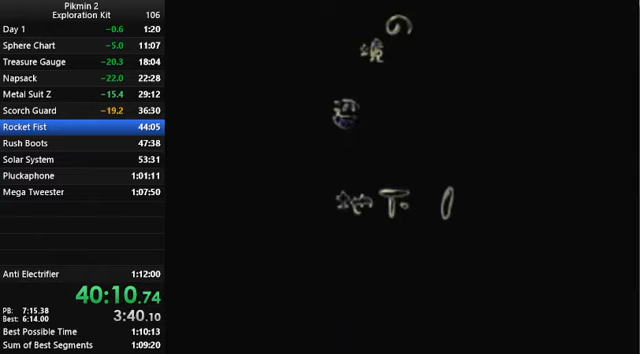 Pikmin 2
Exploration Kit 106
Day 1 -0.6 1:20
Sphere Chart -5.0 11:07
Treasure Gauge -20.3 18:04
Napsack -22.0 22:28
Metal Suit Z -15.4 29:12
Scorch Guard -19.2 36:30
Rocket Fist 44:05
Rush Boots 47:38
Solar System 53:31
Pluckaphone 1:01:11
Mega Tweester 1:07:50
Anti Electrifier 1:12:00
40:10.74
PB: 7:15.38
Best: 6:14.00
3:40.10
Best Possible Time 1:10:13
Sum of Best Segments 1:09:20
の
境
地下